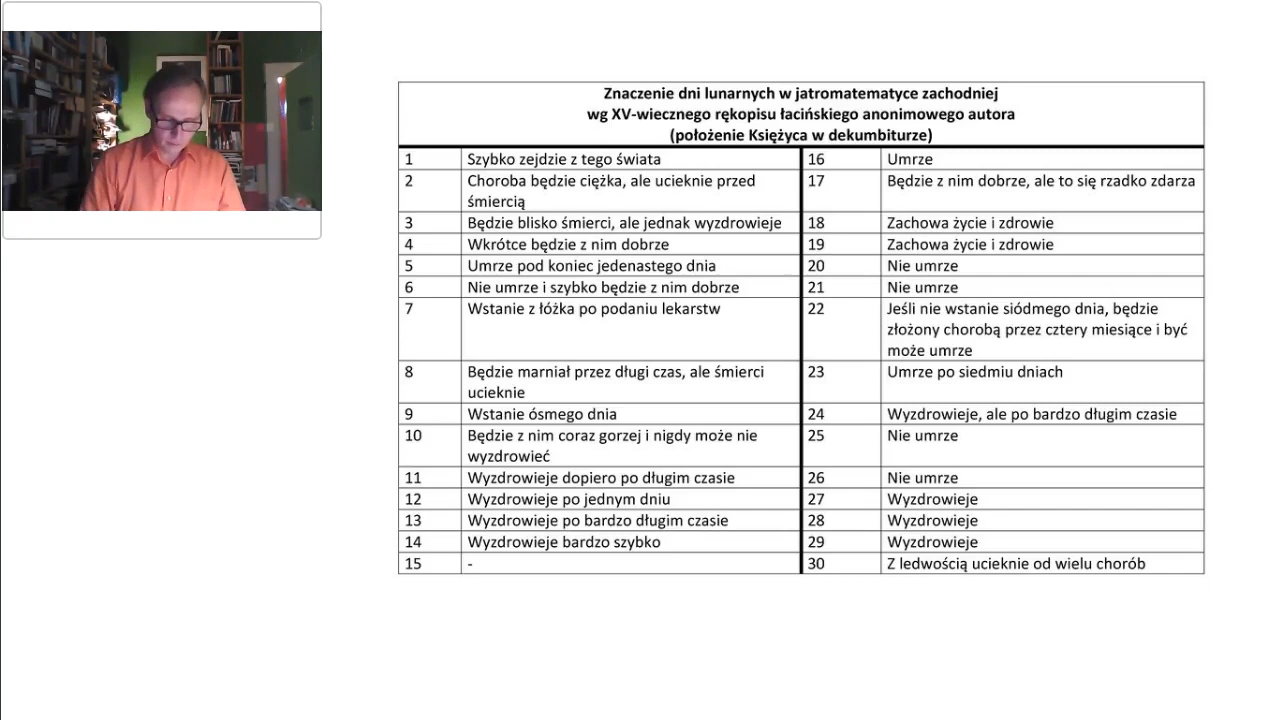 Znaczenie dni lunarnych w jatromatematyce zachodniej
wg XV-wiecznego rękopisu łacińskiego anonimowego autora
(położenie Księżyca w dekumbiturze)
1 Szybko zejdzie z tego świata
2 Choroba będzie ciężka, ale ucieknie przed
śmiercią
3 Będzie blisko śmierci, ale jednak wyzdrowieje
4 Wkrótce będzie z nim dobrze
5 Umrze pod koniec jedenastego dnia
6 Nie umrze i szybko będzie z nim dobrze
7 Wstanie z łóżka po podaniu lekarstw
8 Będzie marniał przez długi czas, ale śmierci
ucieknie
9 Wstanie ósmego dnia
10 Będzie z nim coraz gorzej i nigdy może nie
wyzdrowieć
11 Wyzdrowieje dopiero po długim czasie
12 Wyzdrowieje po jednym dniu
13 Wyzdrowieje po bardzo długim czasie
14 Wyzdrowieje bardzo szybko
15 -
16 Umrze
17 Będzie z nim dobrze, ale to się rzadko zdarza
18 Zachowa życie i zdrowie
19 Zachowa życie i zdrowie
20 Nie umrze
21 Nie umrze
22 Jeśli nie wstanie siódmego dnia, będzie
złożony chorobą przez cztery miesiące i być
może umrze
23 Umrze po siedmiu dniach
24 Wyzdrowieje, ale po bardzo długim czasie
25 Nie umrze
26 Nie umrze
27 Wyzdrowieje
28 Wyzdrowieje
29 Wyzdrowieje
30 Z ledwością ucieknie od wielu chorób